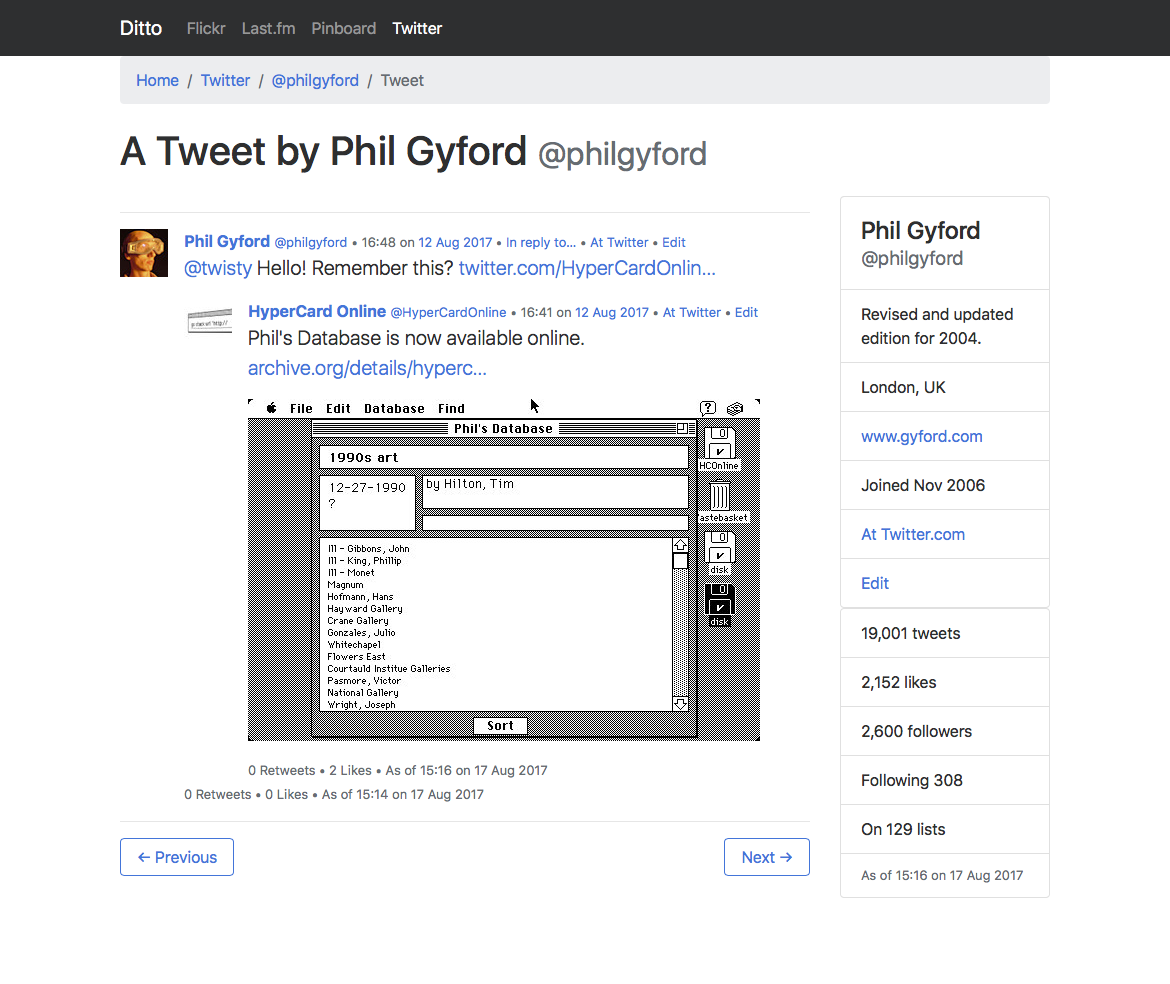 Ditto Flickr Last.fm Pinboard Twitter
Home / Twitter / @philgyford / Tweet
A Tweet by Phil Gyford @philgyford
Phil Gyford @philgyford • 16:48 on 12 Aug 2017 • In reply to… • At Twitter • Edit
@twisty Hello! Remember this? twitter.com/HyperCardOnlin…
HyperCard Online @HyperCardOnline • 16:41 on 12 Aug 2017 • At Twitter • Edit
Phil's Database is now available online.
archive.org/details/hyperc…
File Edit Database Find
Phil's Database
1990s art
12-27-1990
?
by Hilton, Tim
Ill - Gibbons, John
Ill - King, Phillip
Ill - Monet
Magnum
Hofmann, Hans
Hayward Gallery
Crane Gallery
Gonzales, Julio
Whitechapel
Flowers East
Courtauld Institue Galleries
Pasmore, Victor
National Gallery
Wright, Joseph
Sort
HCOnline
astebasket
disk
disk
0 Retweets • 2 Likes • As of 15:16 on 17 Aug 2017
0 Retweets • 0 Likes • As of 15:14 on 17 Aug 2017
← Previous
Next →
Phil Gyford
@philgyford
Revised and updated
edition for 2004.
London, UK
www.gyford.com
Joined Nov 2006
At Twitter.com
Edit
19,001 tweets
2,152 likes
2,600 followers
Following 308
On 129 lists
As of 15:16 on 17 Aug 2017